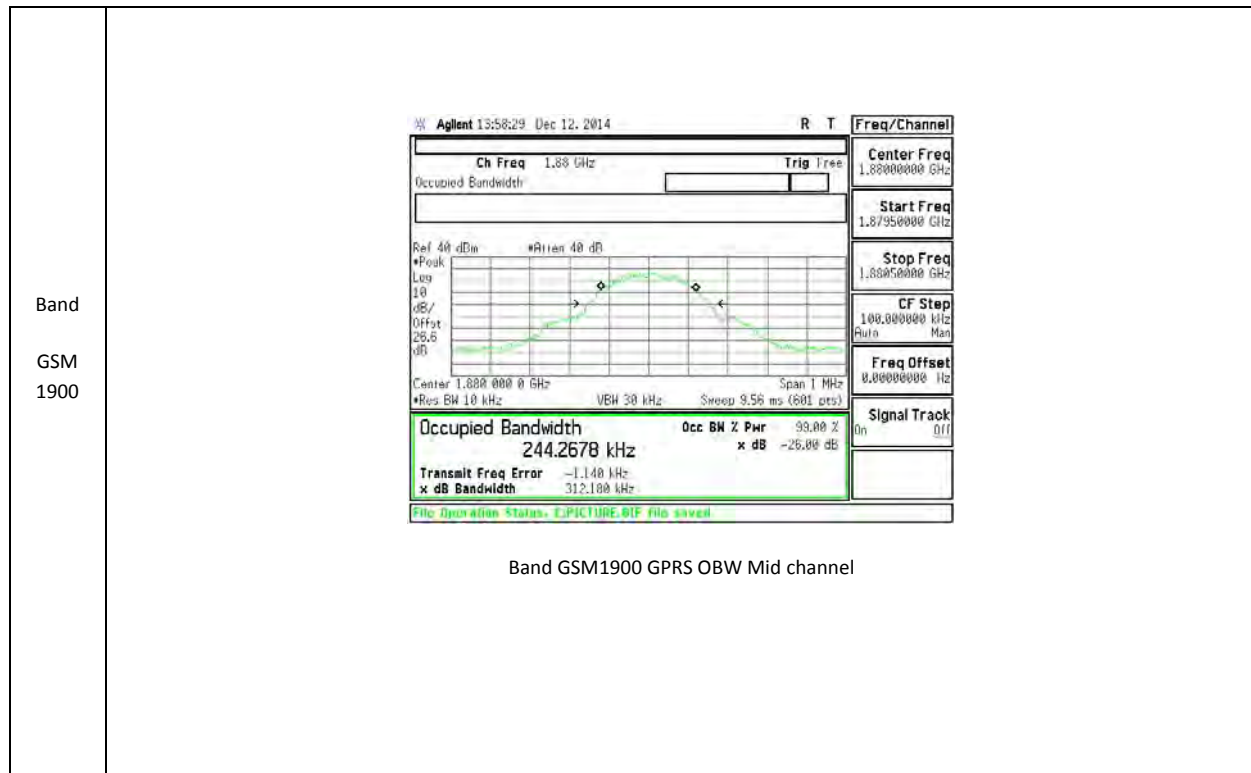 Band
GSM
1900
Agilent 13:58:29 Dec 12, 2014 R T
Freq/Channel
Ch Freq 1.88 GHz Trig Free
Occupied Bandwidth
Center Freq
1.88000000 GHz
Start Freq
1.87950000 GHz
Stop Freq
1.88050000 GHz
CF Step
100.000000 kHz
Auto Man
Freq Offset
0.00000000 Hz
Signal Track
On Off
Ref 40 dBm #Atten 40 dB
#Peak
Log
10
dB/
Offst
26.6
dB
Center 1.880 000 0 GHz Span 1 MHz
#Res BW 10 kHz VBW 30 kHz Sweep 9.56 ms (601 pts)
Occupied Bandwidth
244.2678 kHz
Occ BW % Pwr 99.00 %
x dB -26.00 dB
Transmit Freq Error -1.140 kHz
x dB Bandwidth 312.180 kHz
File Operation Status, C:PICTURE.GIF file saved
Band GSM1900 GPRS OBW Mid channel